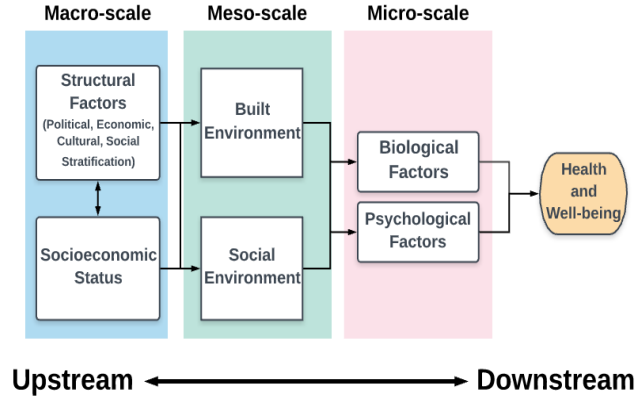 Macro-scale
Meso-scale
Micro-scale
Structural
Factors
(Political, Economic,
Cultural, Social
Stratification)
Socioeconomic
Status
Built
Environment
Social
Environment
Biological
Factors
Psychological
Factors
Health
and
Well-being
Upstream
Downstream